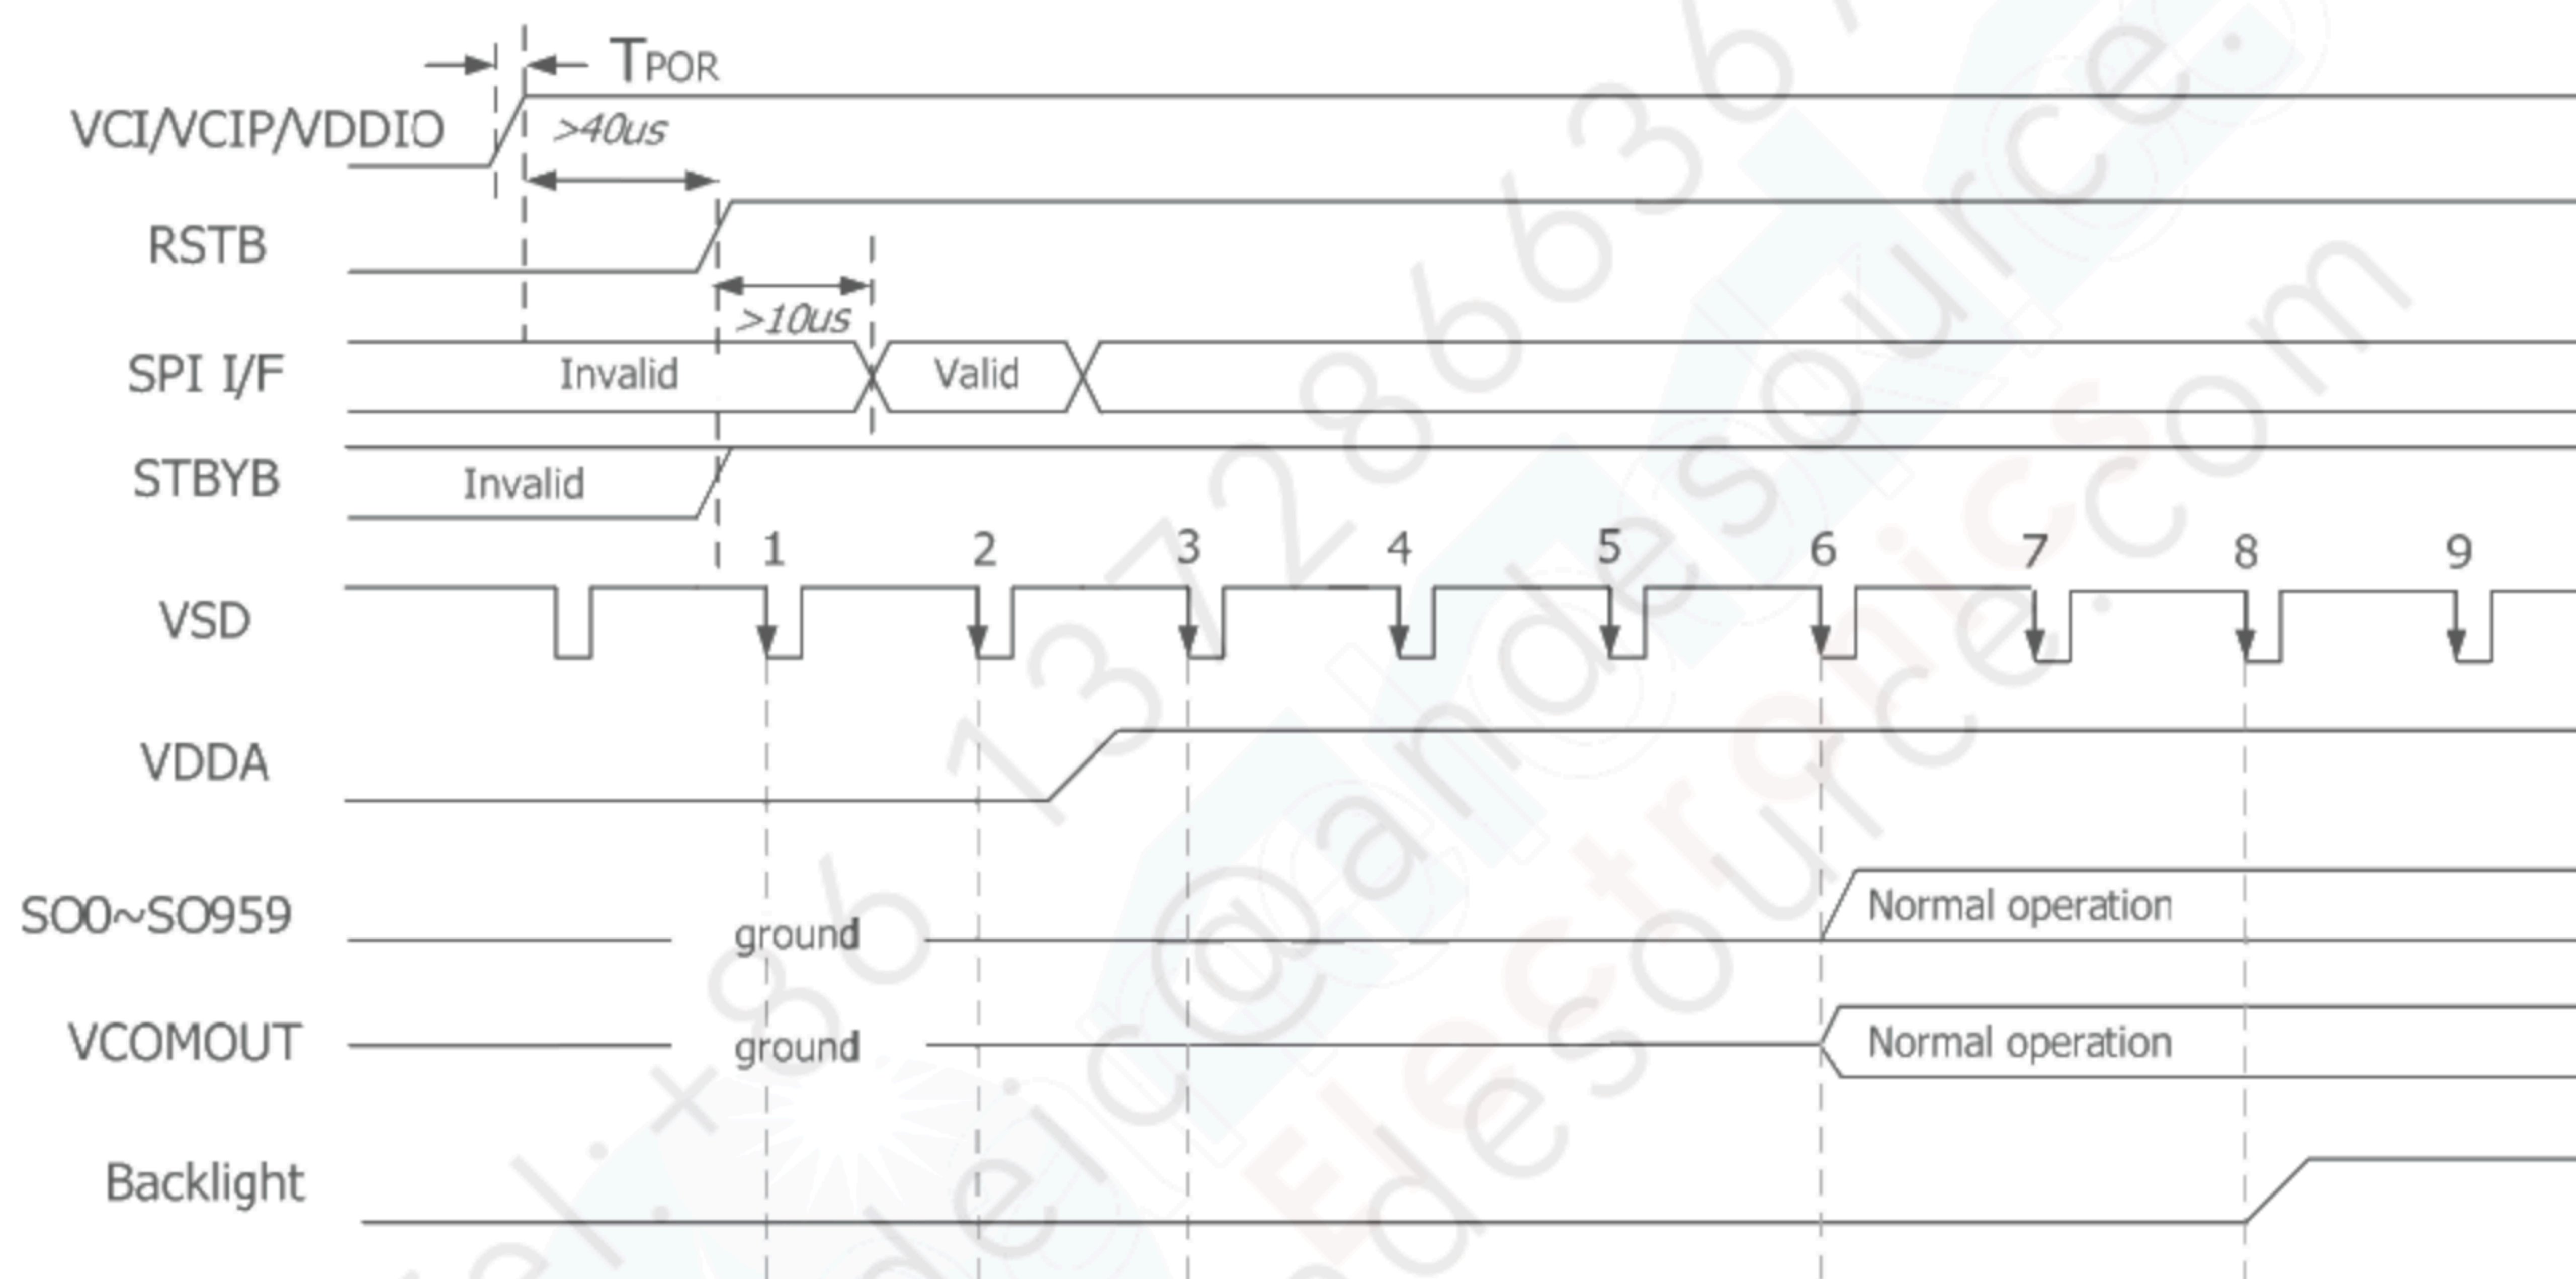 TPOR
VCI/VCIP/VDDIO
>40us
RSTB
>10us
SPI I/F Invalid Valid
STBYB Invalid
1 2 3 4 5 6 7 8 9
VSD
VDDA
SO0~SO959 ground Normal operation
VCOMOUT ground Normal operation
Backlight